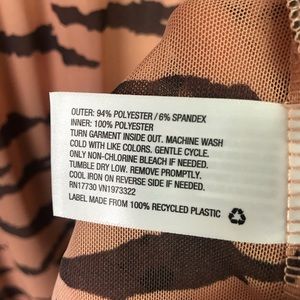 OUTER: 94% POLYESTER / 6% SPANDEX
INNER: 100% POLYESTER
TURN GARMENT INSIDE OUT. MACHINE WASH
COLD WITH LIKE COLORS. GENTLE CYCLE.
ONLY NON-CHLORINE BLEACH IF NEEDED.
TUMBLE DRY LOW. REMOVE PROMPTLY.
COOL IRON ON REVERSE SIDE IF NEEDED.
RN17730 VN1973322
LABEL MADE FROM 100% RECYCLED PLASTIC